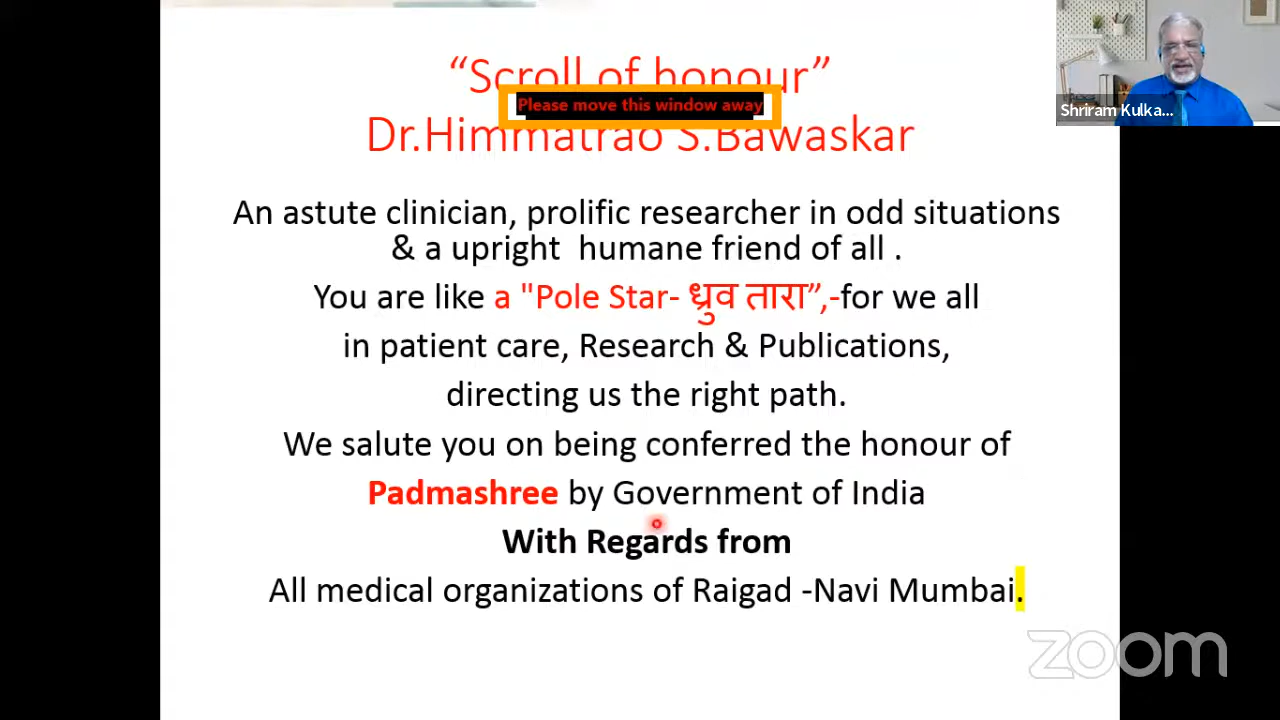 “Scroll of honour”
Please move this window away
Dr.Himmatrao S.Bawaskar
Shriram Kulka...
An astute clinician, prolific researcher in odd situations
& a upright humane friend of all .
You are like a "Pole Star- ध्रुव तारा”,-for we all
in patient care, Research & Publications,
directing us the right path.
We salute you on being conferred the honour of
Padmashree by Government of India
With Regards from
All medical organizations of Raigad -Navi Mumbai.
zoom